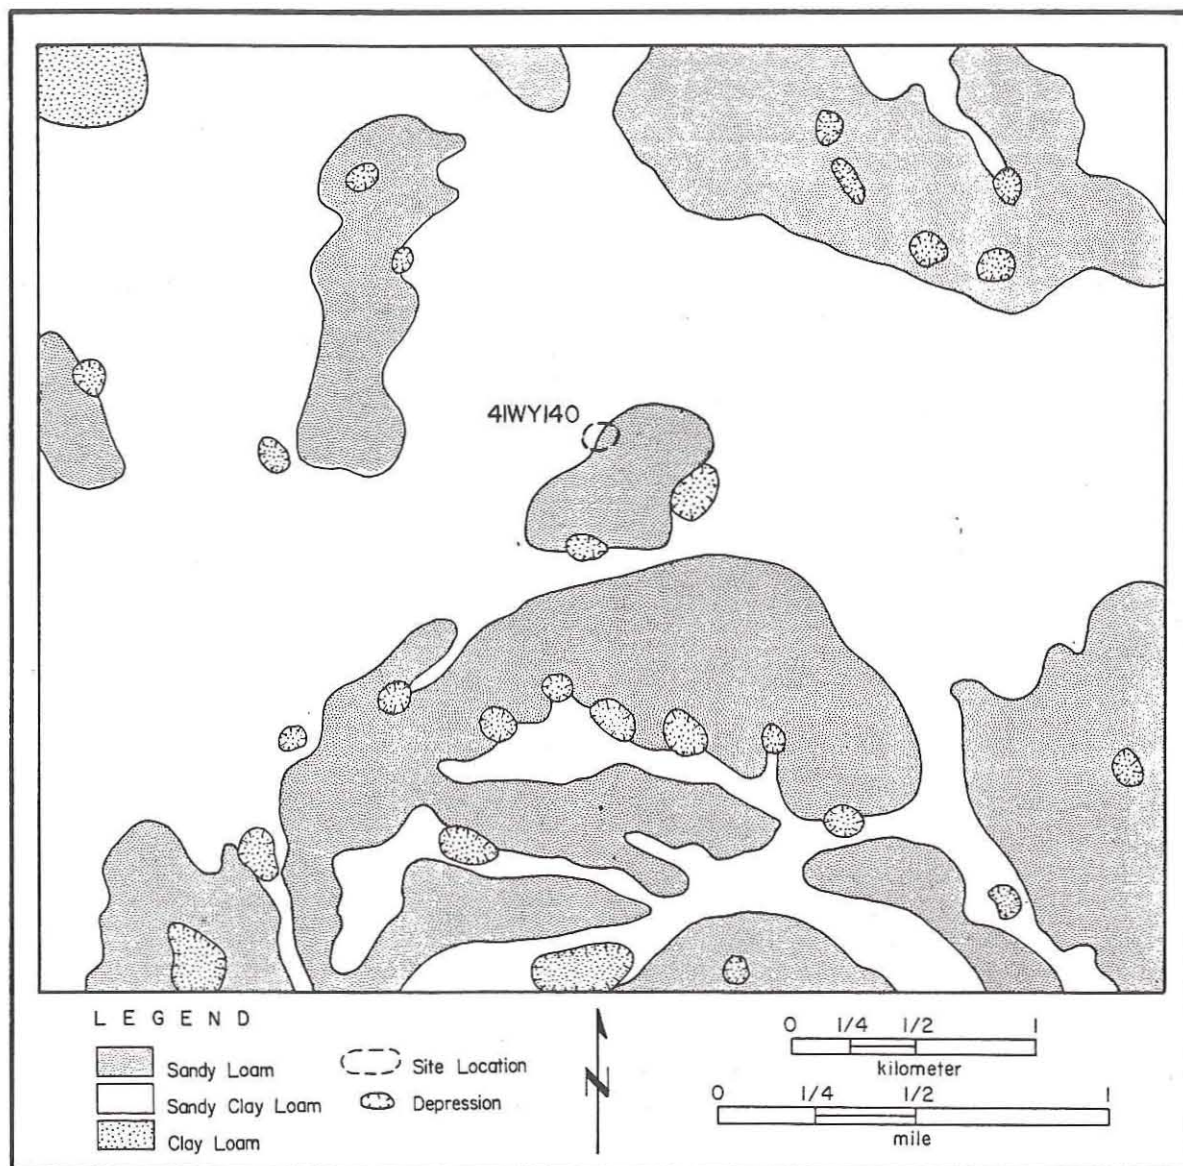 41WY140
L E G E N D
Sandy Loam
Sandy Clay Loam
Clay Loam
Site Location
Depression
N
0 1/4 1/2 1
kilometer
0 1/4 1/2 1
mile